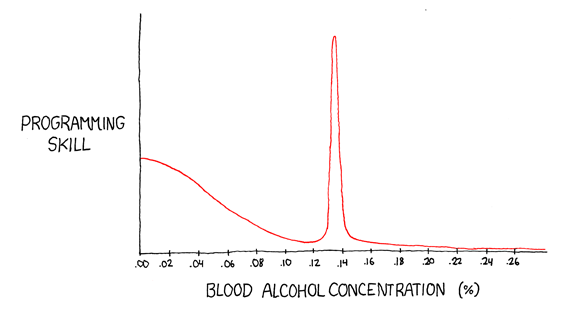 PROGRAMMING
SKILL
.00 .02 .04 .06 .08 .10 .12 .14 .16 .18 .20 .22 .24 .26
BLOOD ALCOHOL CONCENTRATION (%)